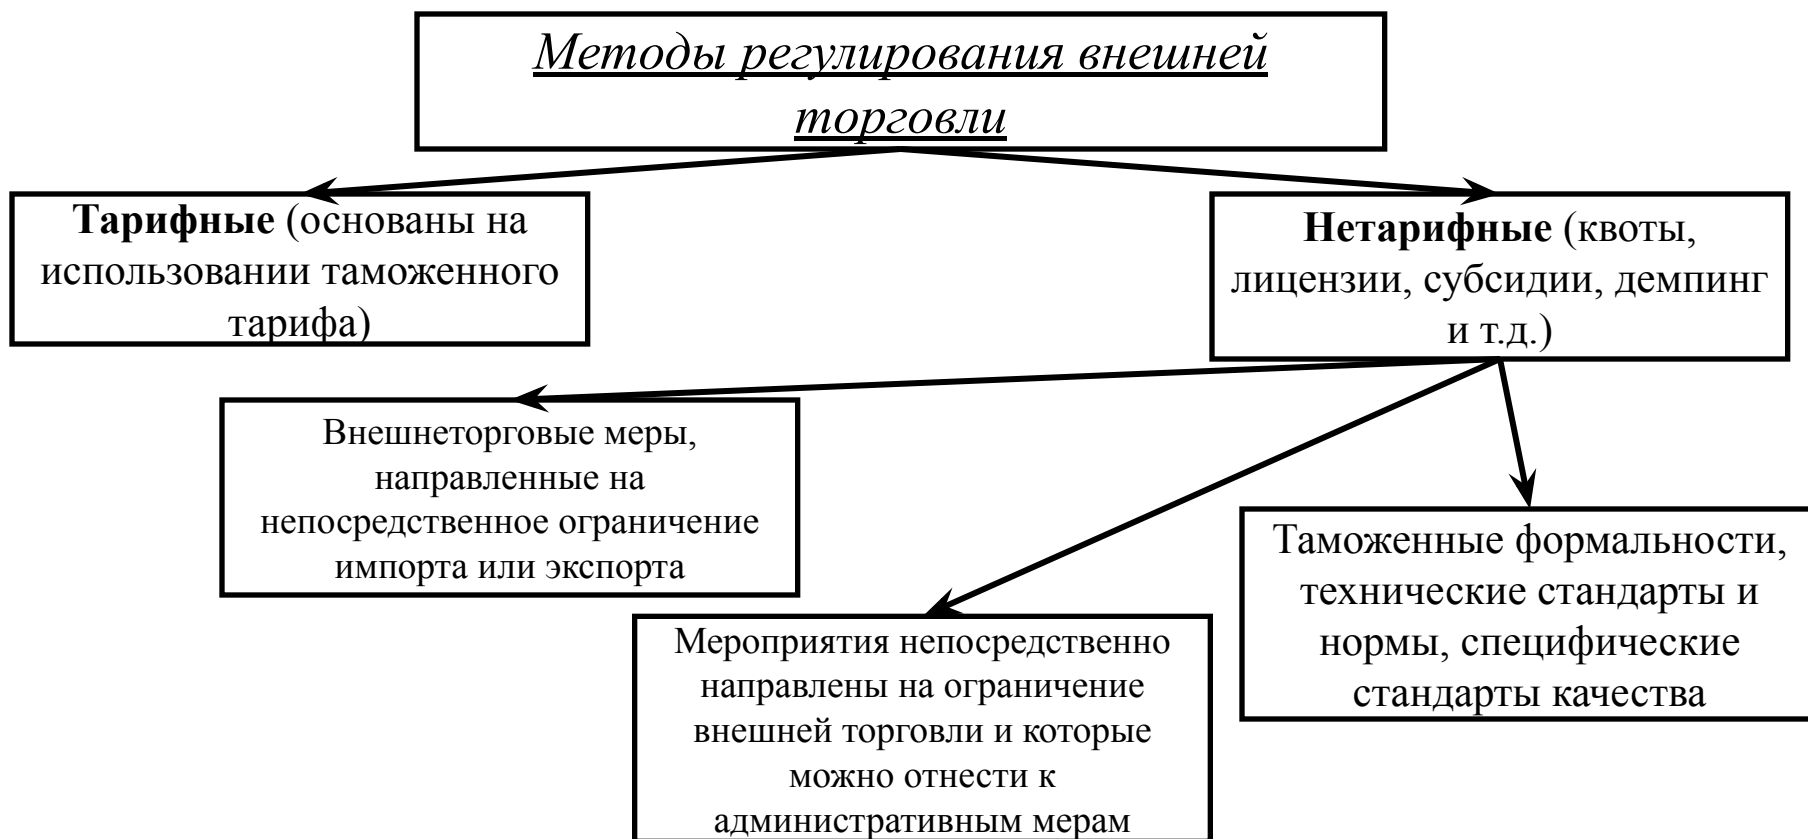 Методы регулирования внешней
торговли
Тарифные (основаны на
использовании таможенного
тарифа)
Нетарифные (квоты,
лицензии, субсидии, демпинг
и т.д.)
Внешнеторговые меры,
направленные на
непосредственное ограничение
импорта или экспорта
Мероприятия непосредственно
направлены на ограничение
внешней торговли и которые
можно отнести к
административным мерам
Таможенные формальности,
технические стандарты и
нормы, специфические
стандарты качества